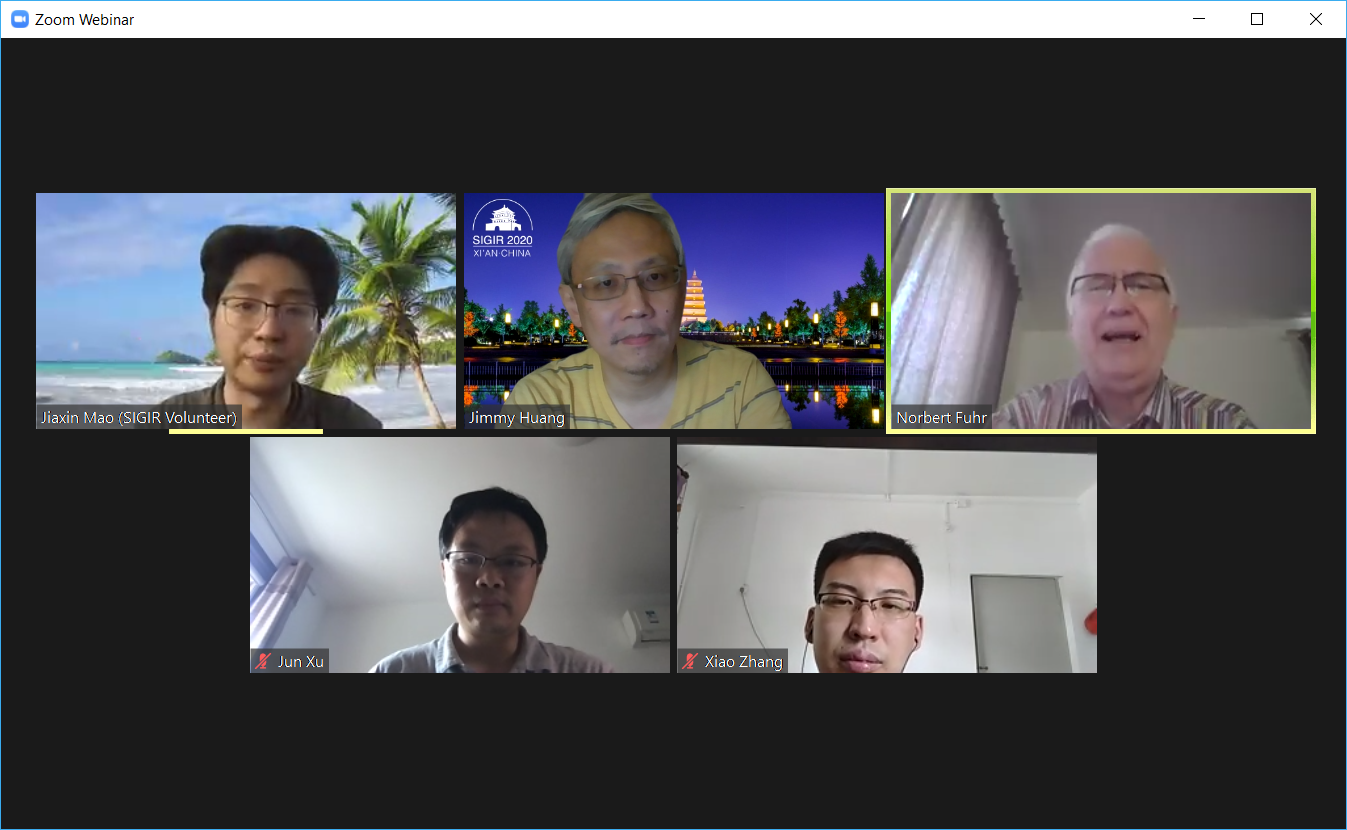 Zoom Webinar
SIGIR 2020
XI'AN·CHINA
Jiaxin Mao (SIGIR Volunteer)
Jimmy Huang
Norbert Fuhr
Jun Xu
Xiao Zhang